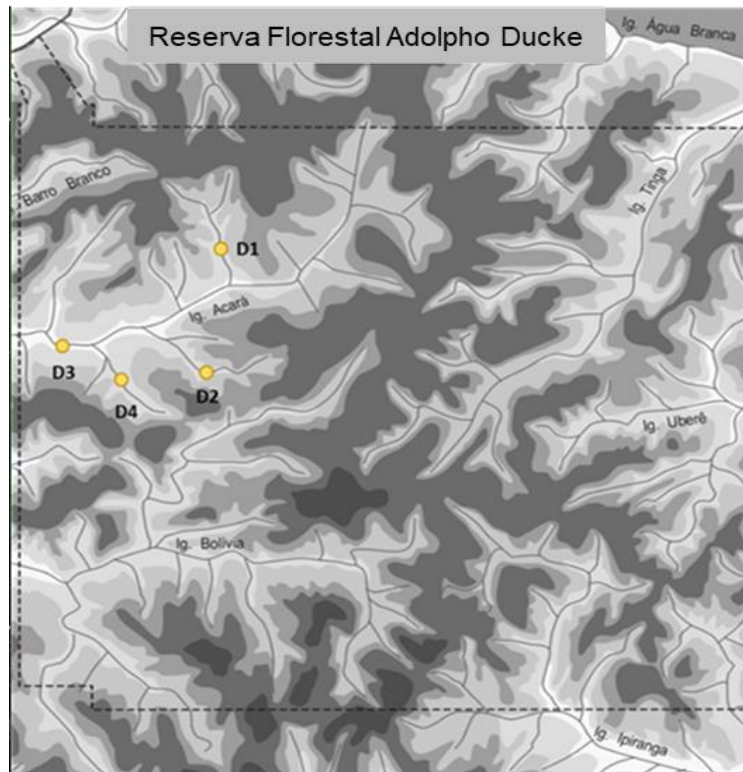 Reserva Florestal Adolpho Ducke
Ig. Água Branca
Barro Branco
Ig. Tinga
D1
Ig. Acará
D3
D2
D4
Ig. Uberê
Ig. Bolívia
Ig. Ipiranga